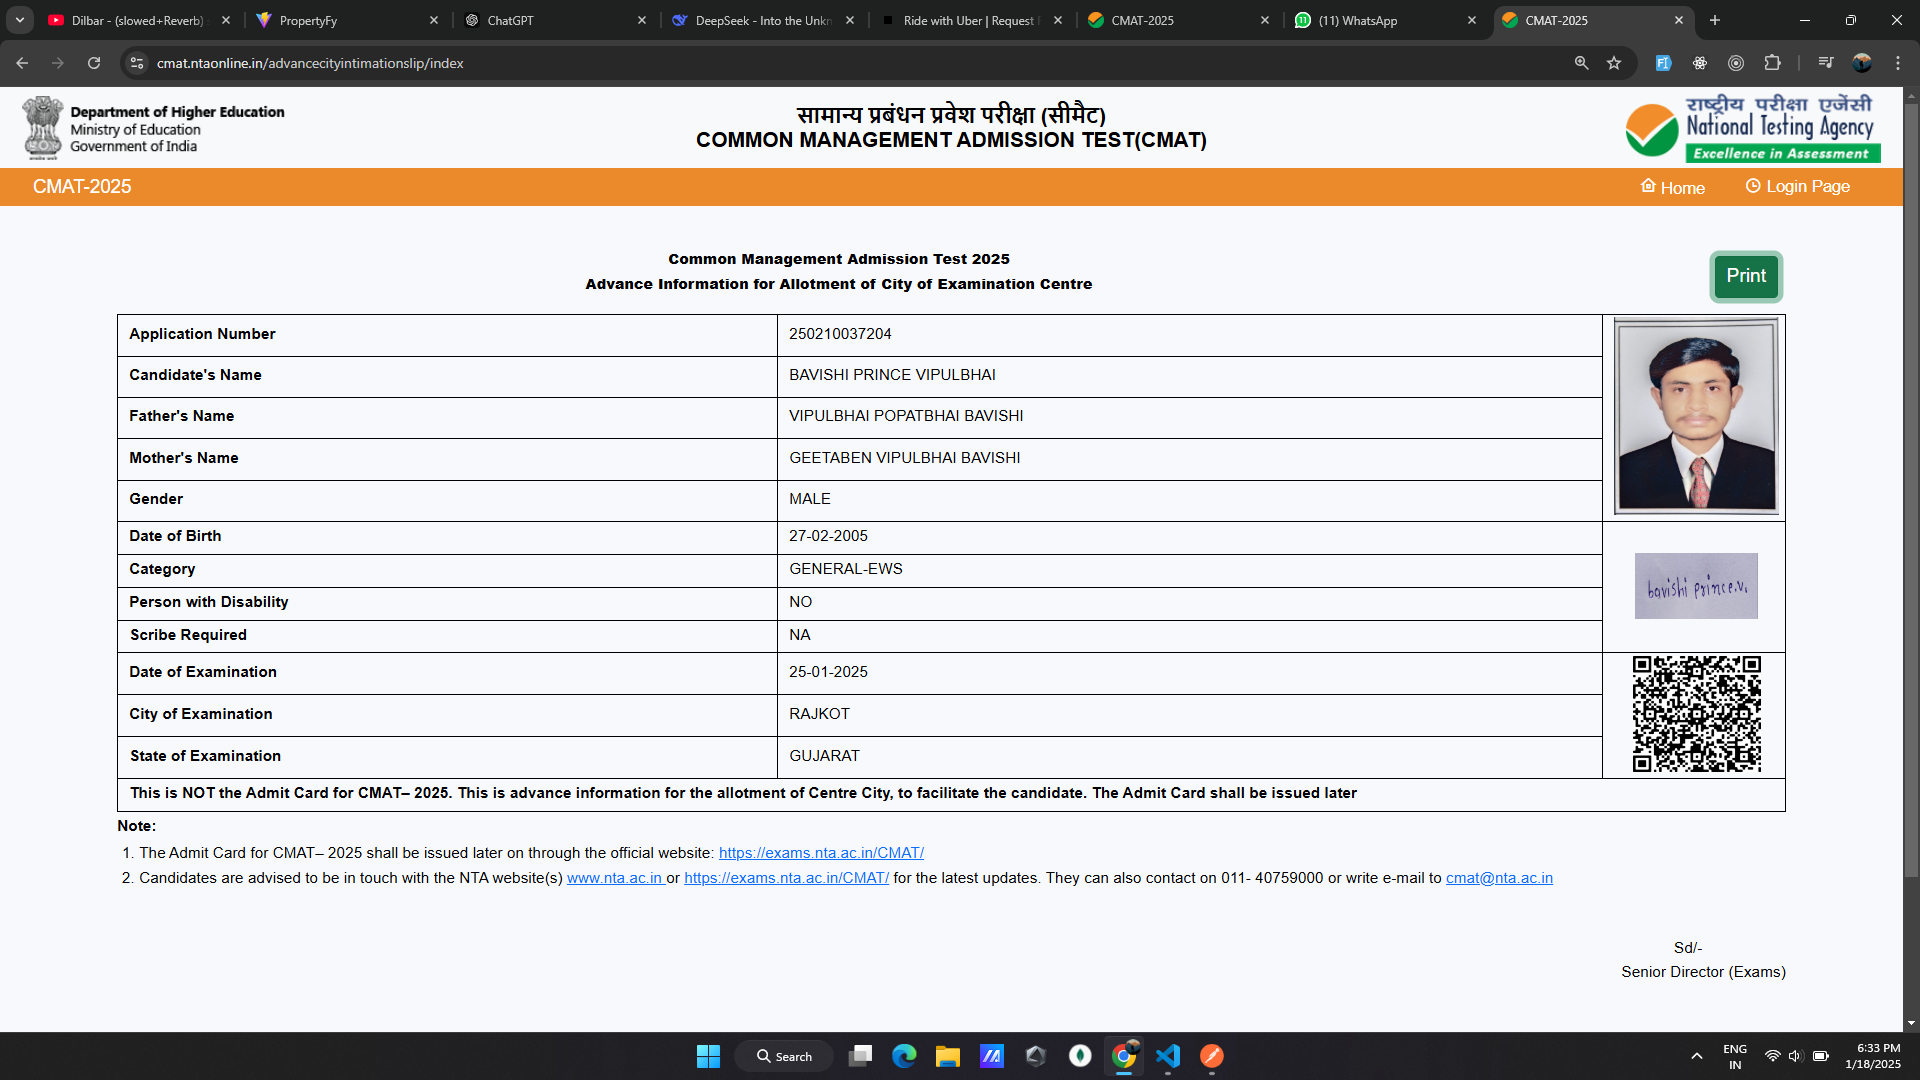 Dilbar - (slowed+Reverb)
PropertyFy
ChatGPT
DeepSeek - Into the Unkn
Ride with Uber | Request
CMAT-2025
(11) WhatsApp
CMAT-2025
cmat.ntaonline.in/advancecityintimationslip/index
Department of Higher Education
Ministry of Education
Government of India
सामान्य प्रबंधन प्रवेश परीक्षा (सीमैट)
COMMON MANAGEMENT ADMISSION TEST(CMAT)
राष्ट्रीय परीक्षा एजेंसी
National Testing Agency
Excellence in Assessment
CMAT-2025
Home
Login Page
Common Management Admission Test 2025
Advance Information for Allotment of City of Examination Centre
Print
Application Number 250210037204
Candidate's Name BAVISHI PRINCE VIPULBHAI
Father's Name VIPULBHAI POPATBHAI BAVISHI
Mother's Name GEETABEN VIPULBHAI BAVISHI
Gender MALE
Date of Birth 27-02-2005
Category GENERAL-EWS
bavishi prince.v.
Person with Disability NO
Scribe Required NA
Date of Examination 25-01-2025
City of Examination RAJKOT
State of Examination GUJARAT
This is NOT the Admit Card for CMAT– 2025. This is advance information for the allotment of Centre City, to facilitate the candidate. The Admit Card shall be issued later
Note:
1. The Admit Card for CMAT– 2025 shall be issued later on through the official website: https://exams.nta.ac.in/CMAT/
2. Candidates are advised to be in touch with the NTA website(s) www.nta.ac.in or https://exams.nta.ac.in/CMAT/ for the latest updates. They can also contact on 011- 40759000 or write e-mail to cmat@nta.ac.in
Sd/-
Senior Director (Exams)
Search
ENG
IN
6:33 PM
1/18/2025